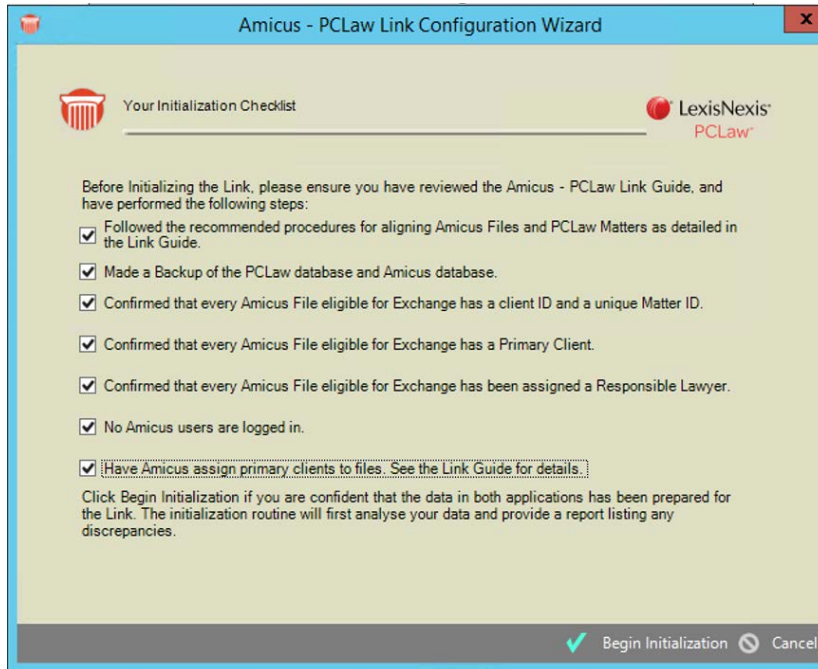 Amicus - PCLaw Link Configuration Wizard
x
Your Initialization Checklist
LexisNexis®
PCLaw™
Before Initializing the Link, please ensure you have reviewed the Amicus - PCLaw Link Guide, and
have performed the following steps:
Followed the recommended procedures for aligning Amicus Files and PCLaw Matters as detailed in
the Link Guide.
Made a Backup of the PCLaw database and Amicus database.
Confirmed that every Amicus File eligible for Exchange has a client ID and a unique Matter ID.
Confirmed that every Amicus File eligible for Exchange has a Primary Client.
Confirmed that every Amicus File eligible for Exchange has been assigned a Responsible Lawyer.
No Amicus users are logged in.
Have Amicus assign primary clients to files. See the Link Guide for details.
Click Begin Initialization if you are confident that the data in both applications has been prepared for
the Link. The initialization routine will first analyse your data and provide a report listing any
discrepancies.
Begin Initialization Cancel